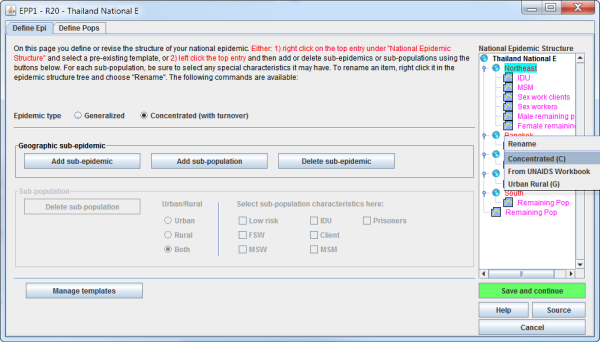 EPP1 - R20 - Thailand National E
Define Epi
Define Pops
On this page you define or revise the structure of your national epidemic. Either: 1) right click on the top entry under "National Epidemic
Structure" and select a pre-existing template, or 2) left click the top entry and then add or delete sub-epidemics or sub-populations using the
buttons below. For each sub-population, be sure to select any special characteristics it may have. To rename an item, right click it in the
epidemic structure tree and choose "Rename". The following commands are available:
Epidemic type
Generalized
Concentrated (with turnover)
Geographic sub-epidemic
Add sub-epidemic
Add sub-population
Delete sub-epidemic
Sub-population
Delete sub-population
Urban/Rural
Urban
Rural
Both
Select sub-population characteristics here:
Low risk
IDU
Prisoners
FSW
Client
MSW
MSM
Manage templates
National Epidemic Structure
Thailand National E
Northeast
IDU
MSM
Sex work clients
Sex workers
Male remaining p
Female remainin
Bangkok
Rename
Concentrated (C)
From UNAIDS Workbook
Urban Rural (G)
South
Remaining Pop
Remaining Pop
Save and continue
Help
Source
Cancel